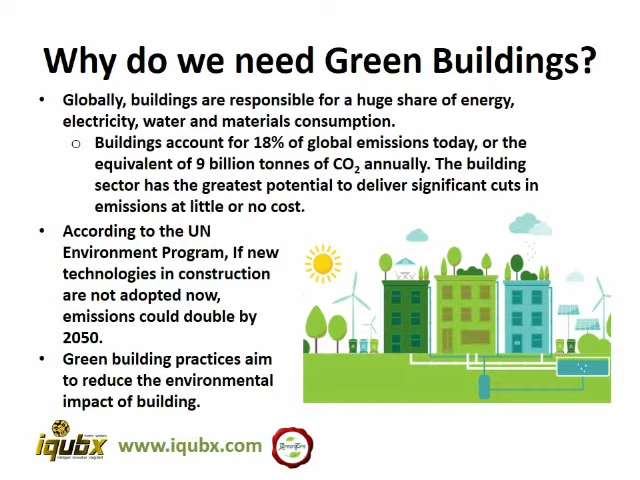 Why do we need Green Buildings?
• Globally, buildings are responsible for a huge share of energy,
electricity, water and materials consumption.
o Buildings account for 18% of global emissions today, or the
equivalent of 9 billion tonnes of CO₂ annually. The building
sector has the greatest potential to deliver significant cuts in
emissions at little or no cost.
• According to the UN
Environment Program, If new
technologies in construction
are not adopted now,
emissions could double by
2050.
• Green building practices aim
to reduce the environmental
impact of building.
iqubx
www.iqubx.com